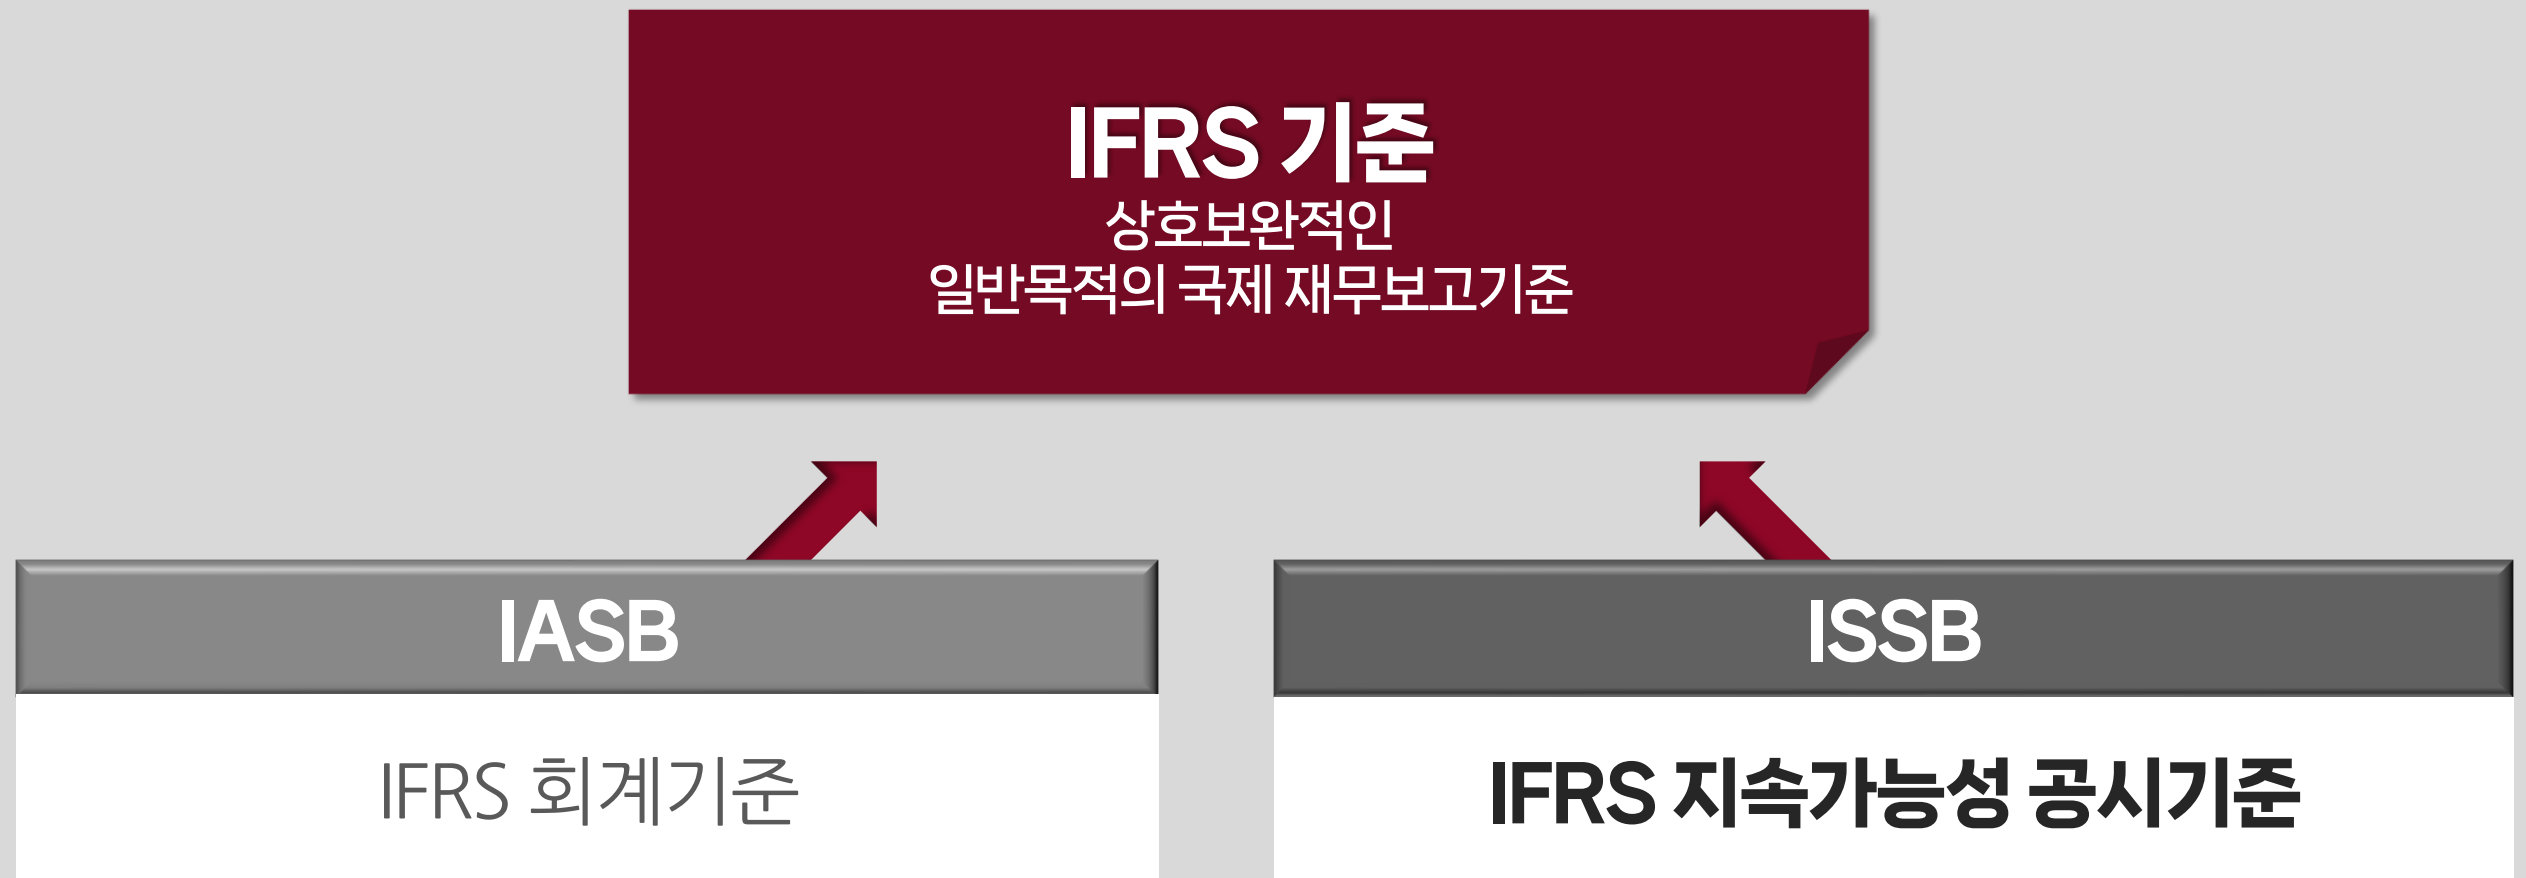 IFRS 기준
상호보완적인
일반목적의 국제 재무보고기준
IASB
ISSB
IFRS 회계기준
IFRS 지속가능성 공시기준